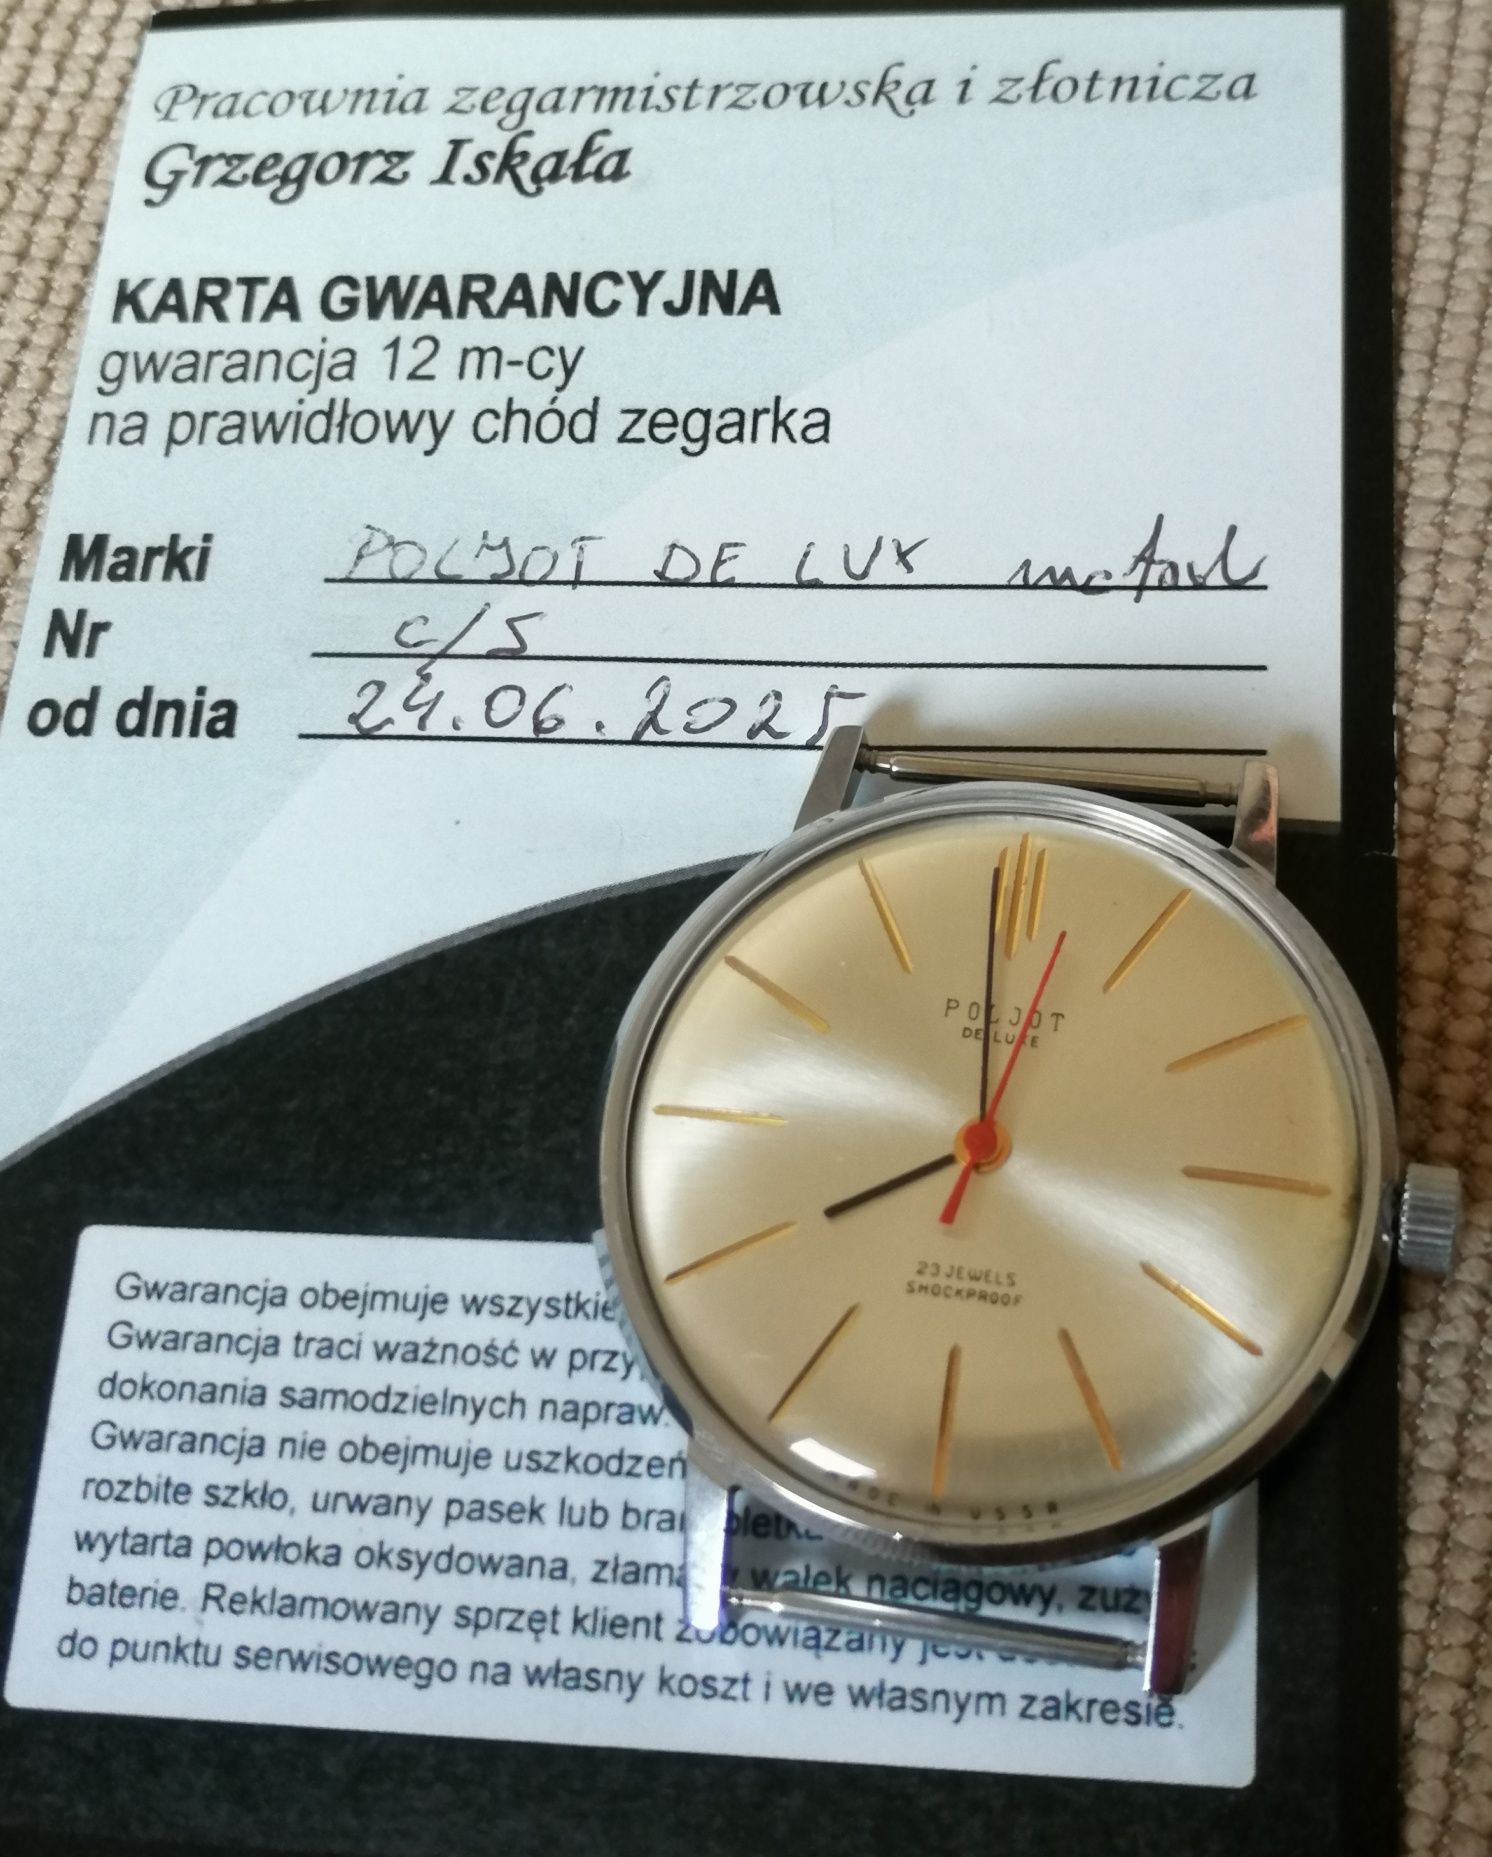 Pracownia zegarmistrzowska i złotnicza
Grzegorz Iskała
KARTA GWARANCYJNA
gwarancja 12 m-cy
na prawidłowy chód zegarka
Marki POLJOT DE LUX
Nr C/S
od dnia 24.06.2025
POLJOT
DE LUXE
23 JEWELS
SHOCKPROOF
MADE IN USSR
Gwarancja obejmuje wszystkie
Gwarancja traci ważność w
dokonania samodzielnych napraw.
Gwarancja nie obejmuje uszkodzeń
rozbite szkło, urwany pasek lub
wytarta powłoka oksydowana, wałek naciągowy,
baterie. Reklamowany sprzęt klient zobowiązany
do punktu serwisowego na własny koszt i we własnym zakresie.